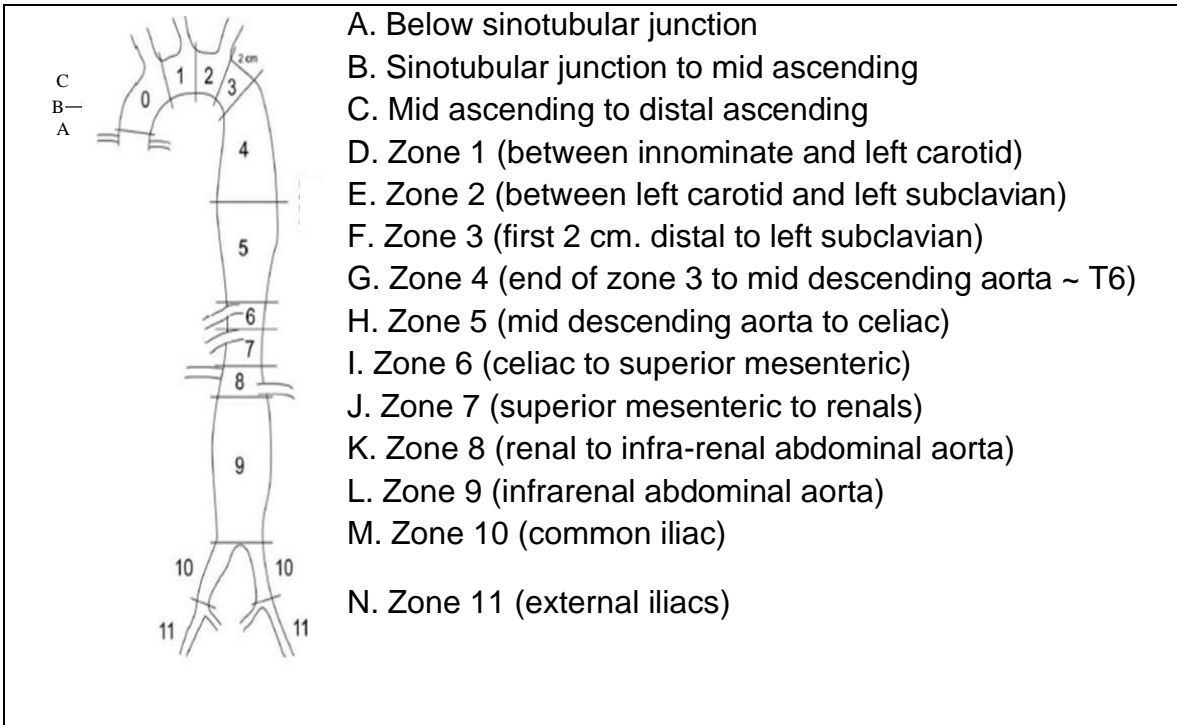 A. Below sinotubular junction
B. Sinotubular junction to mid ascending
C. Mid ascending to distal ascending
D. Zone 1 (between innominate and left carotid)
E. Zone 2 (between left carotid and left subclavian)
F. Zone 3 (first 2 cm. distal to left subclavian)
G. Zone 4 (end of zone 3 to mid descending aorta ~ T6)
H. Zone 5 (mid descending aorta to celiac)
I. Zone 6 (celiac to superior mesenteric)
J. Zone 7 (superior mesenteric to renals)
K. Zone 8 (renal to infra-renal abdominal aorta)
L. Zone 9 (infrarenal abdominal aorta)
M. Zone 10 (common iliac)
N. Zone 11 (external iliacs)
2 cm
C
B
A
0
1
2
3
4
5
6
7
8
9
10
10
11
11